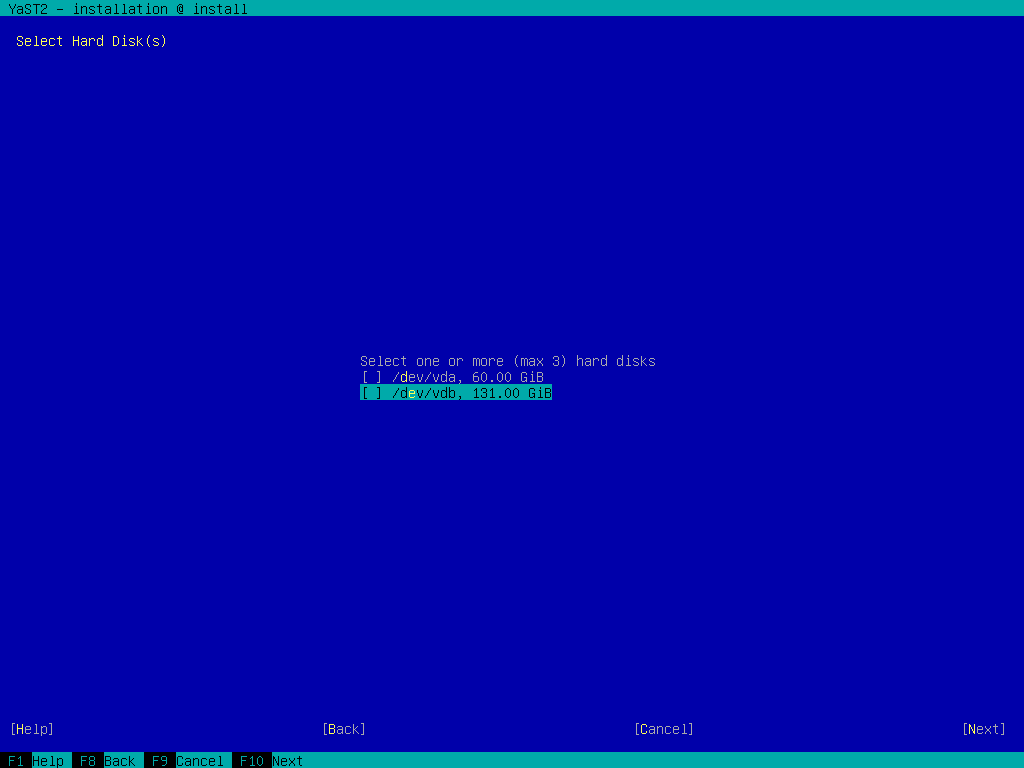 YaST2 - installation @ install
Select Hard Disk(s)
Select one or more (max 3) hard disks
[ ] /dev/vda, 60.00 GiB
[ ] /dev/vdb, 131.00 GiB
[Help] [Back] [Cancel] [Next]
F1 Help F8 Back F9 Cancel F10 Next